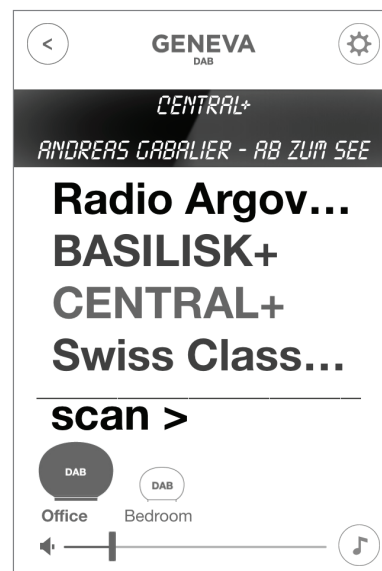 <
GENEVA
DAB
CENTRAL+
ANDREAS GABALIER - AB ZUM SEE
Radio Argov...
BASILISK+
CENTRAL+
Swiss Class...
scan >
DAB
DAB
Office Bedroom